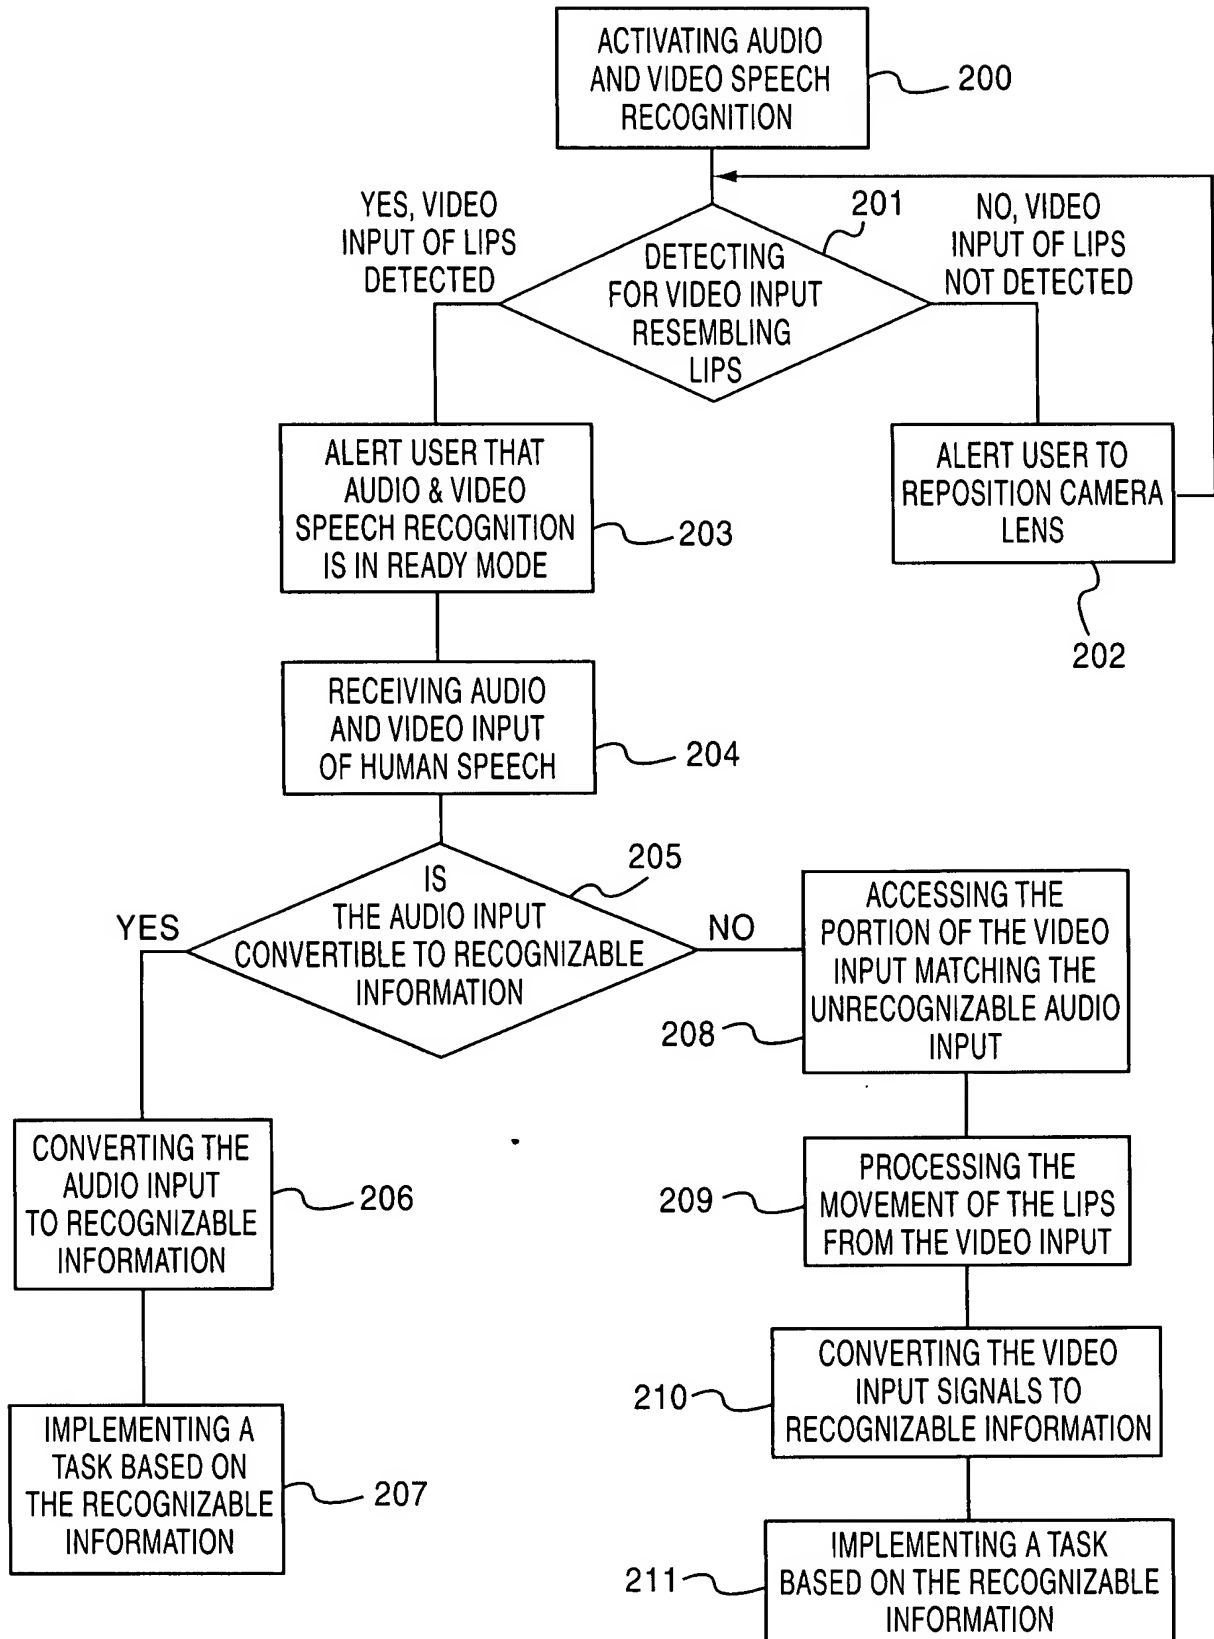 ACTIVATING AUDIO
AND VIDEO SPEECH
RECOGNITION
200
YES, VIDEO
INPUT OF LIPS
DETECTED
201
NO, VIDEO
INPUT OF LIPS
NOT DETECTED
DETECTING
FOR VIDEO INPUT
RESEMBLING
LIPS
ALERT USER THAT
AUDIO & VIDEO
SPEECH RECOGNITION
IS IN READY MODE
203
ALERT USER TO
REPOSITION CAMERA
LENS
202
RECEIVING AUDIO
AND VIDEO INPUT
OF HUMAN SPEECH
204
IS
THE AUDIO INPUT
CONVERTIBLE TO RECOGNIZABLE
INFORMATION
205
YES
NO
ACCESSING THE
PORTION OF THE VIDEO
INPUT MATCHING THE
UNRECOGNIZABLE AUDIO
INPUT
208
CONVERTING THE
AUDIO INPUT
TO RECOGNIZABLE
INFORMATION
206
PROCESSING THE
MOVEMENT OF THE LIPS
FROM THE VIDEO INPUT
209
CONVERTING THE VIDEO
INPUT SIGNALS TO
RECOGNIZABLE INFORMATION
210
IMPLEMENTING A
TASK BASED ON
THE RECOGNIZABLE
INFORMATION
207
IMPLEMENTING A TASK
BASED ON THE RECOGNIZABLE
INFORMATION
211